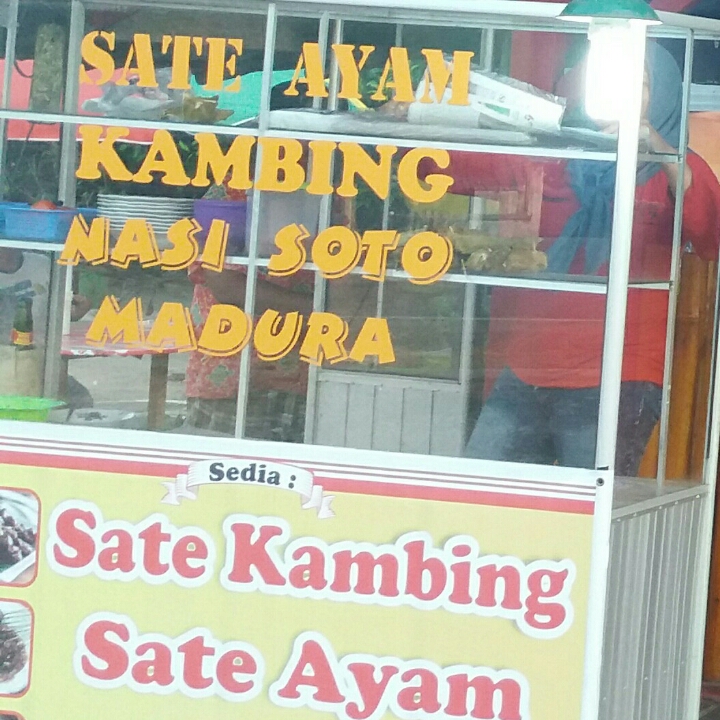 SATE AYAM
KAMBING
NASI SOTO
MADURA
Sedia :
Sate Kambing
Sate Ayam